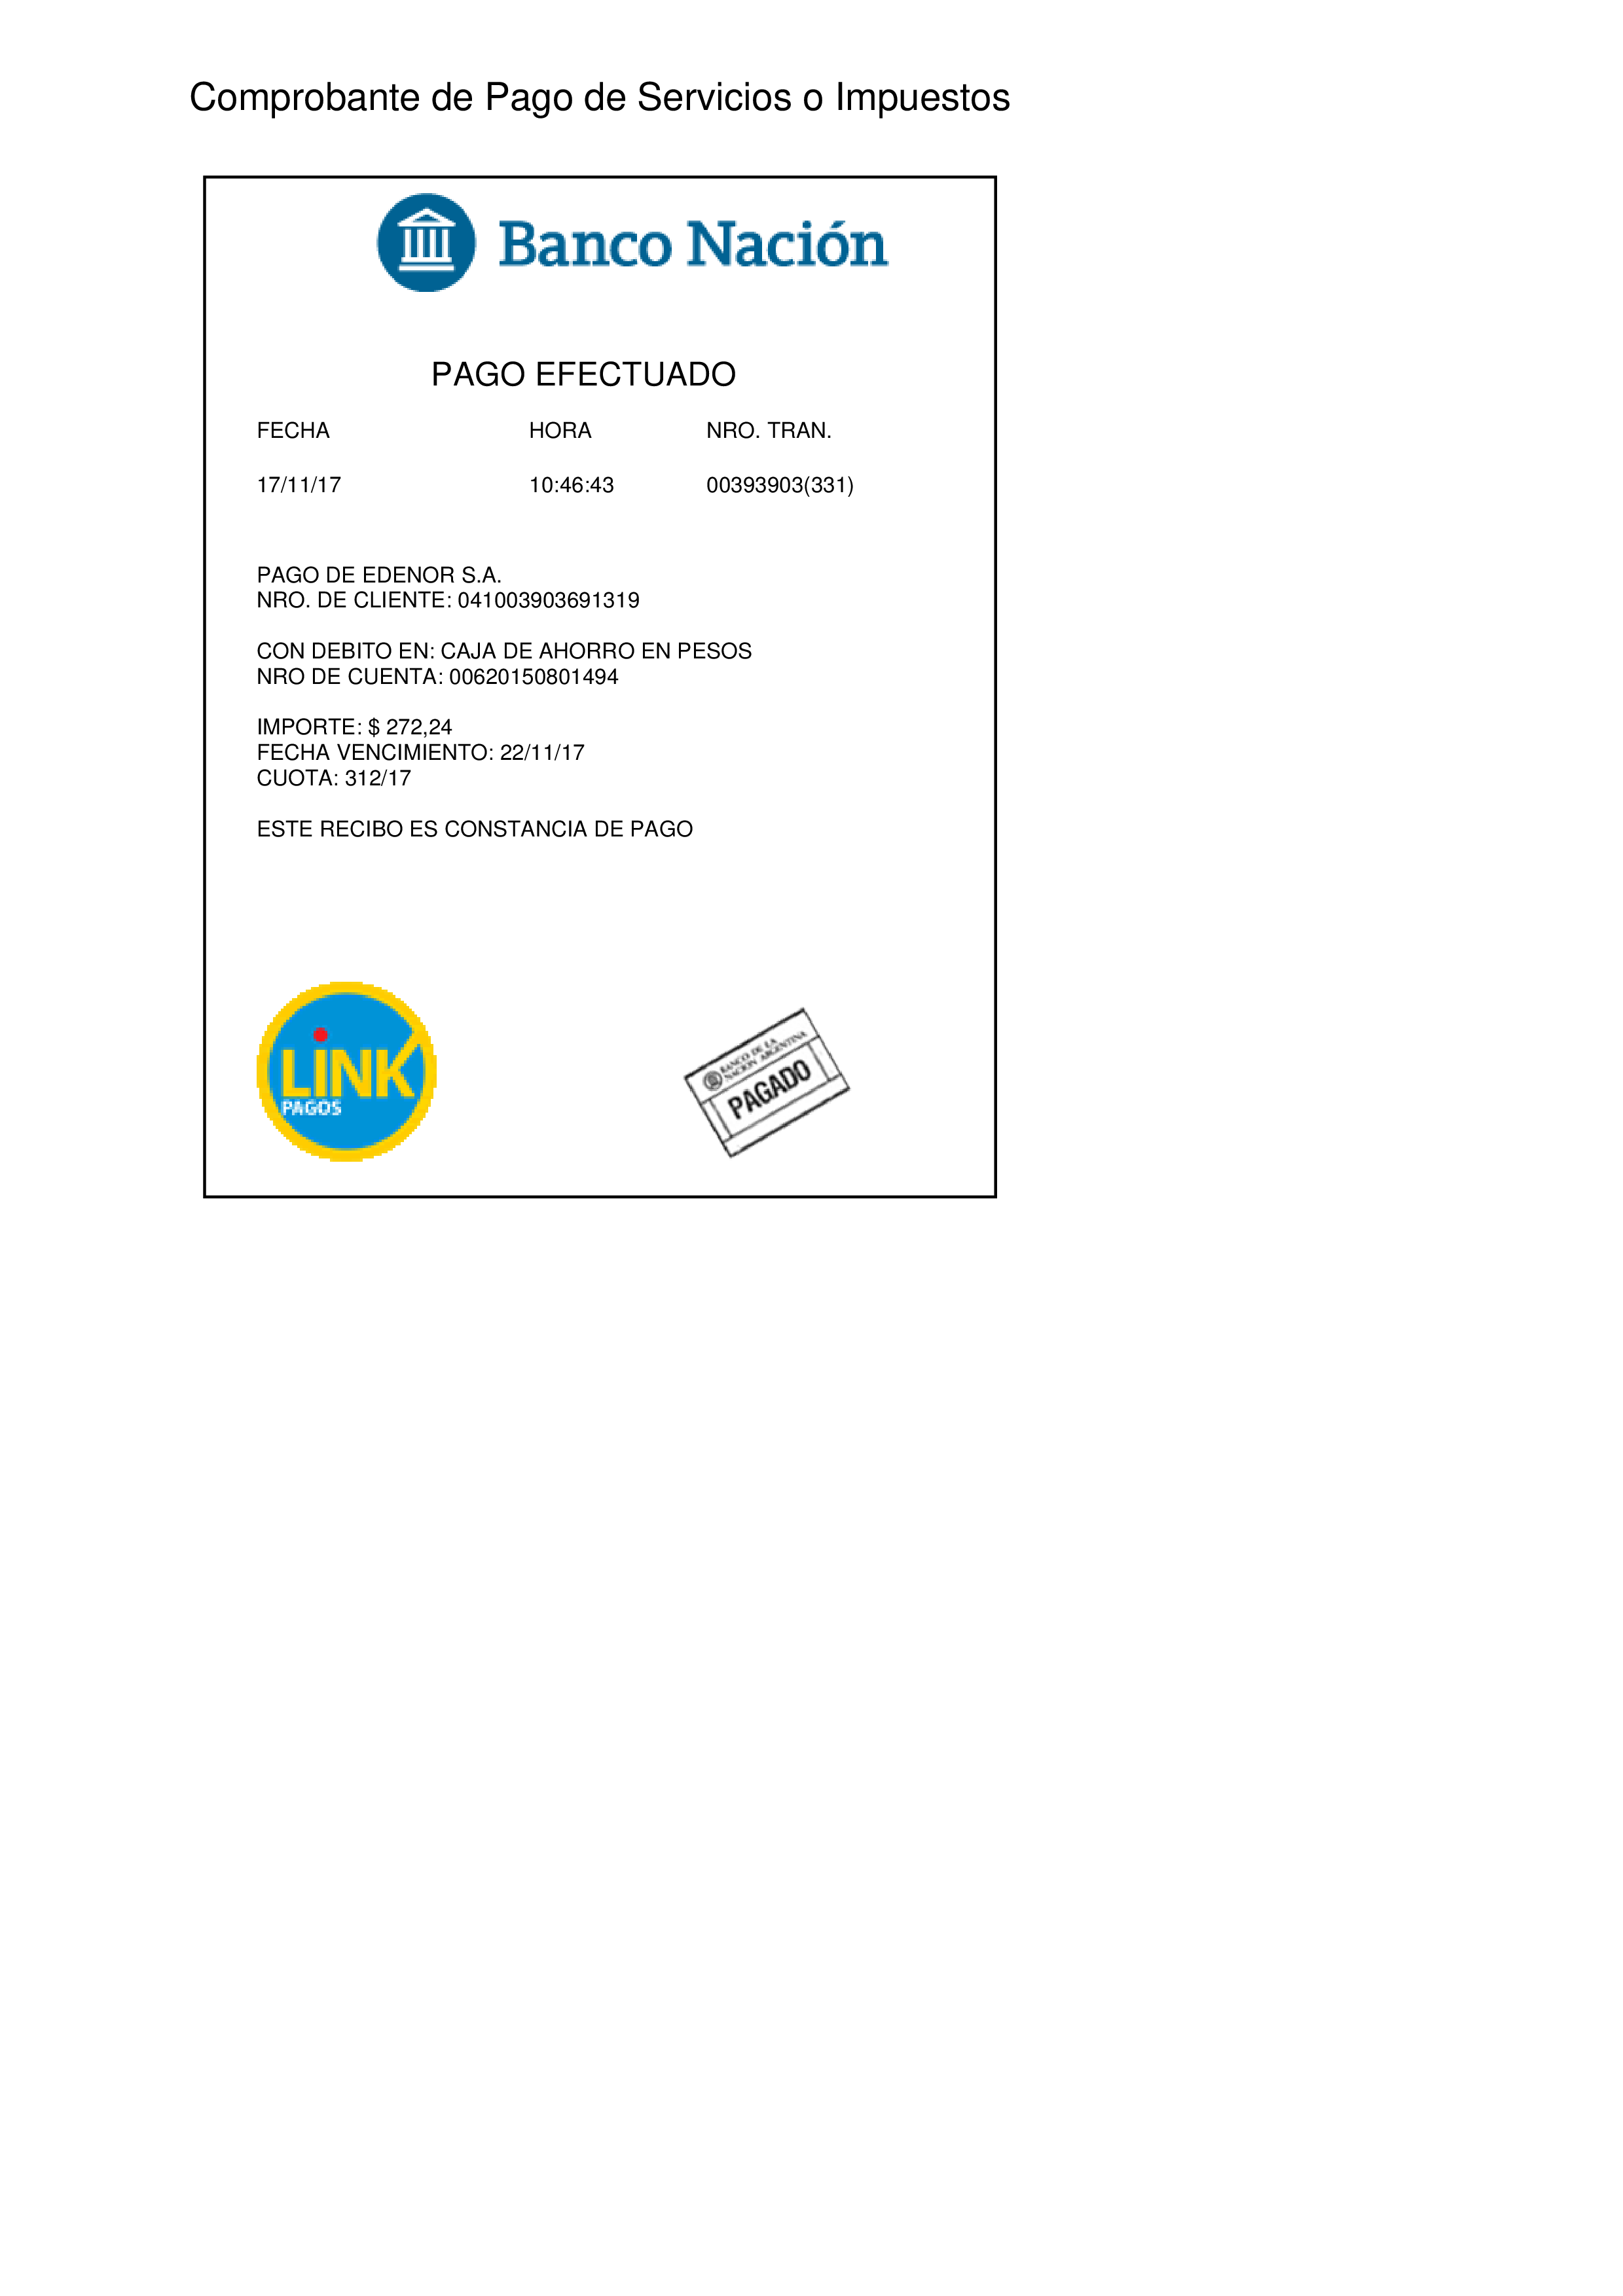 Comprobante de Pago de Servicios o Impuestos
Banco Nación
PAGO EFECTUADO
FECHA HORA NRO. TRAN.
17/11/17 10:46:43 00393903(331)
PAGO DE EDENOR S.A.
NRO. DE CLIENTE: 041003903691319
CON DEBITO EN: CAJA DE AHORRO EN PESOS
NRO DE CUENTA: 00620150801494
IMPORTE: $ 272,24
FECHA VENCIMIENTO: 22/11/17
CUOTA: 312/17
ESTE RECIBO ES CONSTANCIA DE PAGO
LINK
PAGOS
BANCO DE LA
NACION ARGENTINA
PAGADO